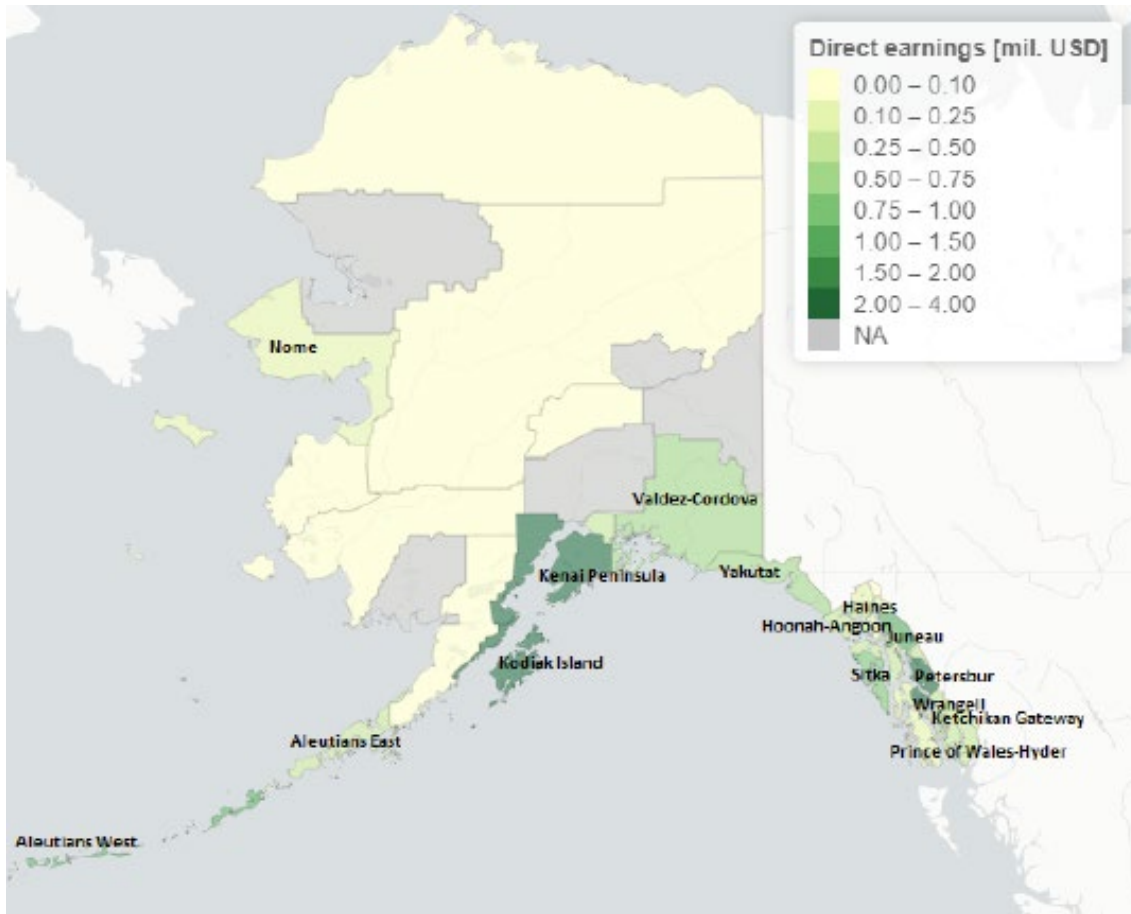 Direct earnings [mil. USD]
0.00 – 0.10
0.10 – 0.25
0.25 – 0.50
0.50 – 0.75
0.75 – 1.00
1.00 – 1.50
1.50 – 2.00
2.00 – 4.00
NA
Nome
Valdez-Cordova
Kenai Peninsula
Yakutat
Haines
Hoonah-Angoon
Juneau
Kodiak Island
Sitka
Petersbur
Wrangell
Ketchikan Gateway
Aleutians East
Prince of Wales-Hyder
Aleutians West